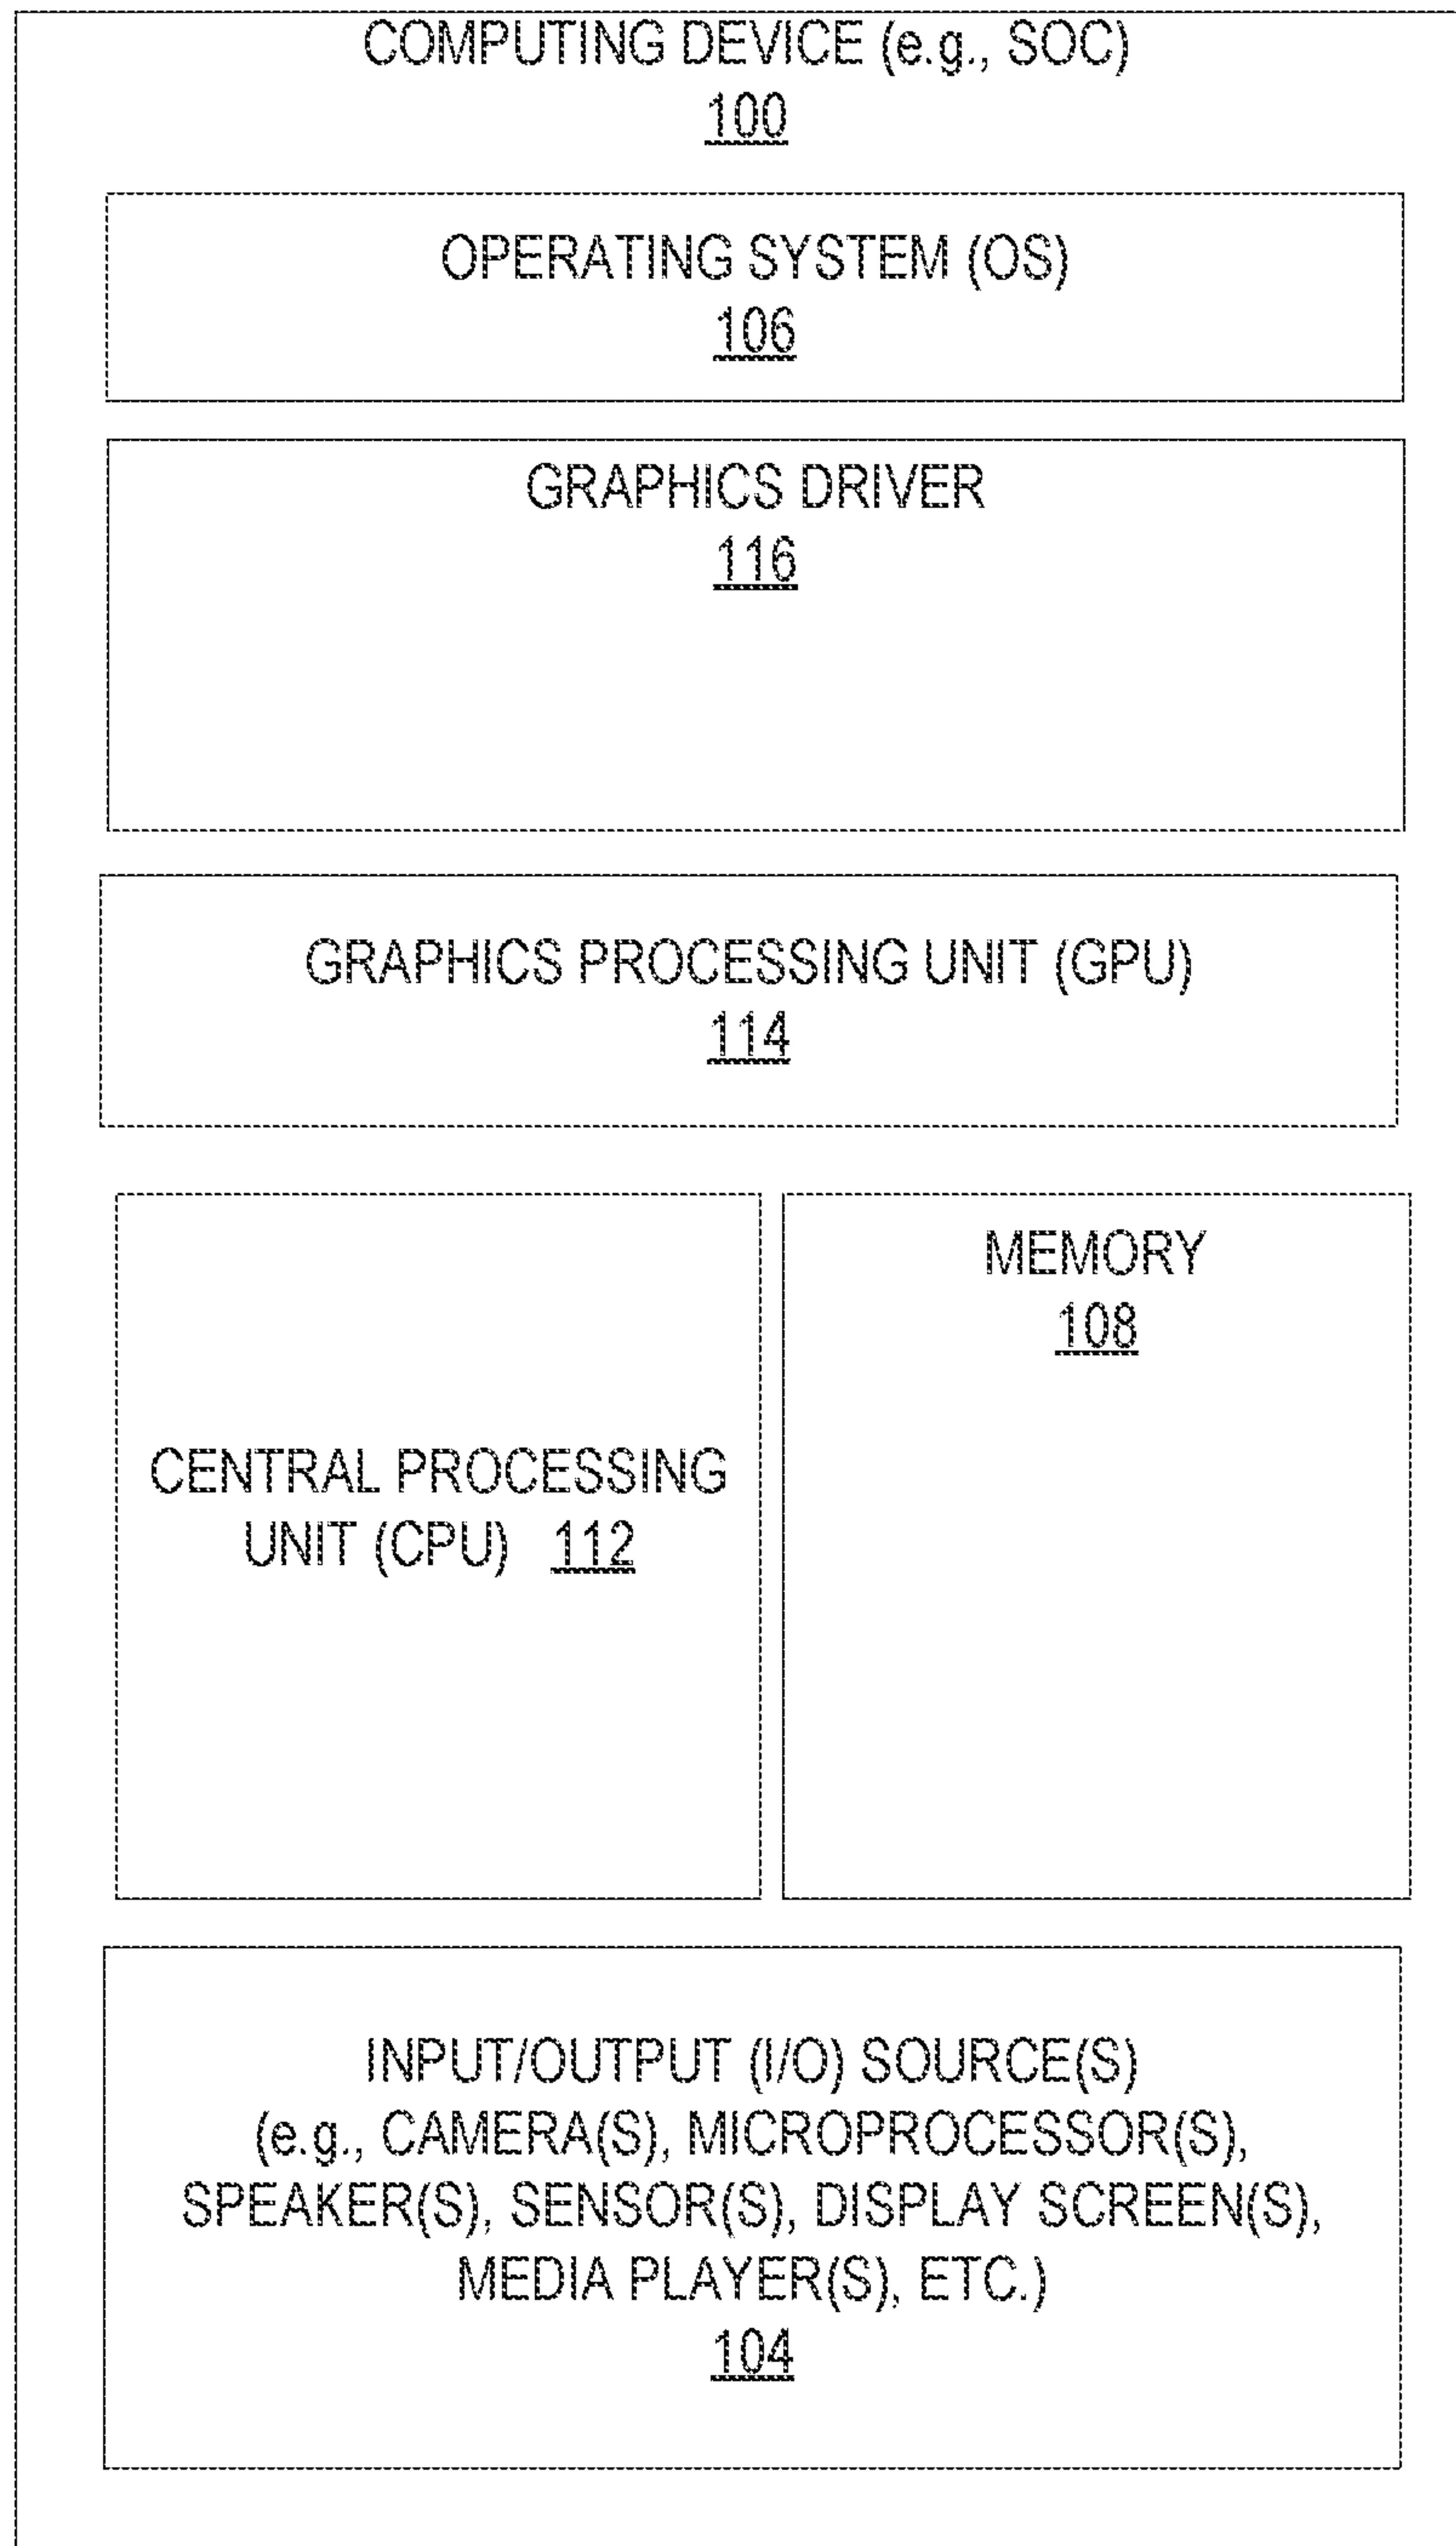 COMPUTING DEVICE (e.g., SOC)
100
OPERATING SYSTEM (OS)
106
GRAPHICS DRIVER
116
GRAPHICS PROCESSING UNIT (GPU)
114
CENTRAL PROCESSING
UNIT (CPU) 112
MEMORY
108
INPUT/OUTPUT (I/O) SOURCE(S)
(e.g., CAMERA(S), MICROPROCESSOR(S),
SPEAKER(S), SENSOR(S), DISPLAY SCREEN(S),
MEDIA PLAYER(S), ETC.)
104